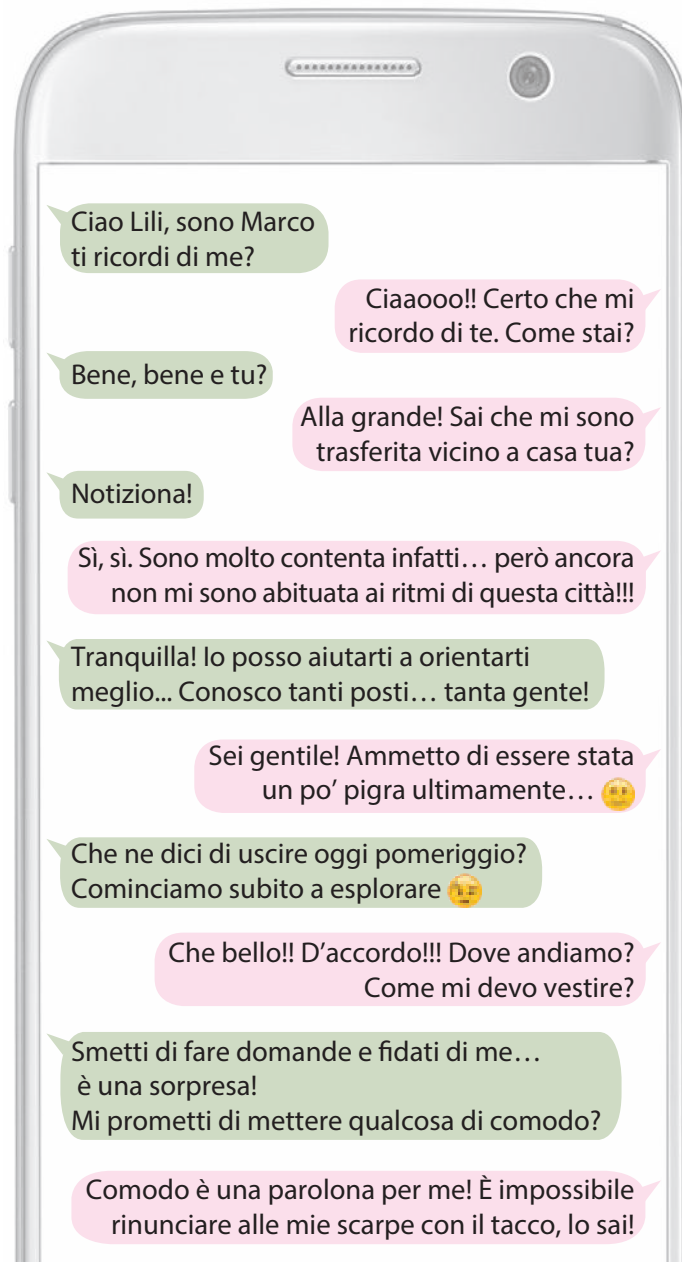 Ciao Lili, sono Marco
ti ricordi di me?
Ciaaooo!! Certo che mi
ricordo di te. Come stai?
Bene, bene e tu?
Alla grande! Sai che mi sono
trasferita vicino a casa tua?
Notiziona!
Sì, sì. Sono molto contenta infatti… però ancora
non mi sono abituata ai ritmi di questa città!!!
Tranquilla! Io posso aiutarti a orientarti
meglio... Conosco tanti posti… tanta gente!
Sei gentile! Ammetto di essere stata
un po’ pigra ultimamente…
Che ne dici di uscire oggi pomeriggio?
Cominciamo subito a esplorare
Che bello!! D’accordo!!! Dove andiamo?
Come mi devo vestire?
Smetti di fare domande e fidati di me…
è una sorpresa!
Mi prometti di mettere qualcosa di comodo?
Comodo è una parolona per me! È impossibile
rinunciare alle mie scarpe con il tacco, lo sai!